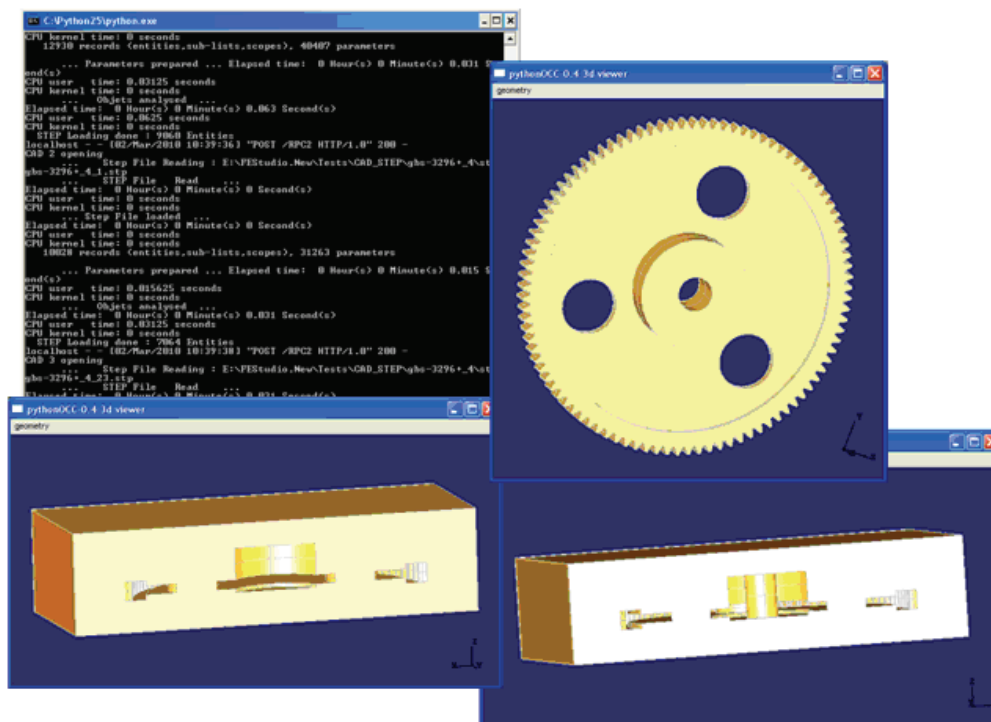 C:\Python25\python.exe
CPU kernel time: 0 seconds
12930 records (entities,sub-lists,scopes), 40407 parameters
... Parameters prepared ... Elapsed time: 0 Hour(s) 0 Minute(s) 0.031 S
ond(s)
CPU user time: 0.03125 seconds
CPU kernel time: 0 seconds
... Objets analysed ...
Elapsed time: 0 Hour(s) 0 Minute(s) 0.063 Second(s)
CPU user time: 0.0625 seconds
CPU kernel time: 0 seconds
STEP Loading done : 9060 Entities
localhost - - [02/Mar/2010 10:39:36] "POST /RPC2 HTTP/1.0" 200 -
CAD 2 opening
... Step File Reading : E:\FEStudio.New\Tests\CAD_STEP\gbs-3296+_4\st
gbs-3296+_4_1.stp
... STEP File Read ...
Elapsed time: 0 Hour(s) 0 Minute(s) 0 Second(s)
CPU user time: 0 seconds
CPU kernel time: 0 seconds
... Step File loaded ...
Elapsed time: 0 Hour(s) 0 Minute(s) 0 Second(s)
CPU user time: 0 seconds
CPU kernel time: 0 seconds
10028 records (entities,sub-lists,scopes), 31263 parameters
... Parameters prepared ... Elapsed time: 0 Hour(s) 0 Minute(s) 0.015 S
ond(s)
CPU user time: 0.015625 seconds
CPU kernel time: 0 seconds
... Objets analysed ...
Elapsed time: 0 Hour(s) 0 Minute(s) 0.031 Second(s)
CPU user time: 0.03125 seconds
CPU kernel time: 0 seconds
STEP Loading done : 7064 Entities
localhost - - [02/Mar/2010 10:39:38] "POST /RPC2 HTTP/1.0" 200 -
CAD 3 opening
... Step File Reading : E:\FEStudio.New\Tests\CAD_STEP\gbs-3296+_4\st
gbs-3296+_4_23.stp
... STEP File Read ...
pythonOCC-0.4 3d viewer
geometry
Y
X
pythonOCC-0.4 3d viewer
geometry
Z
X
Y
Z